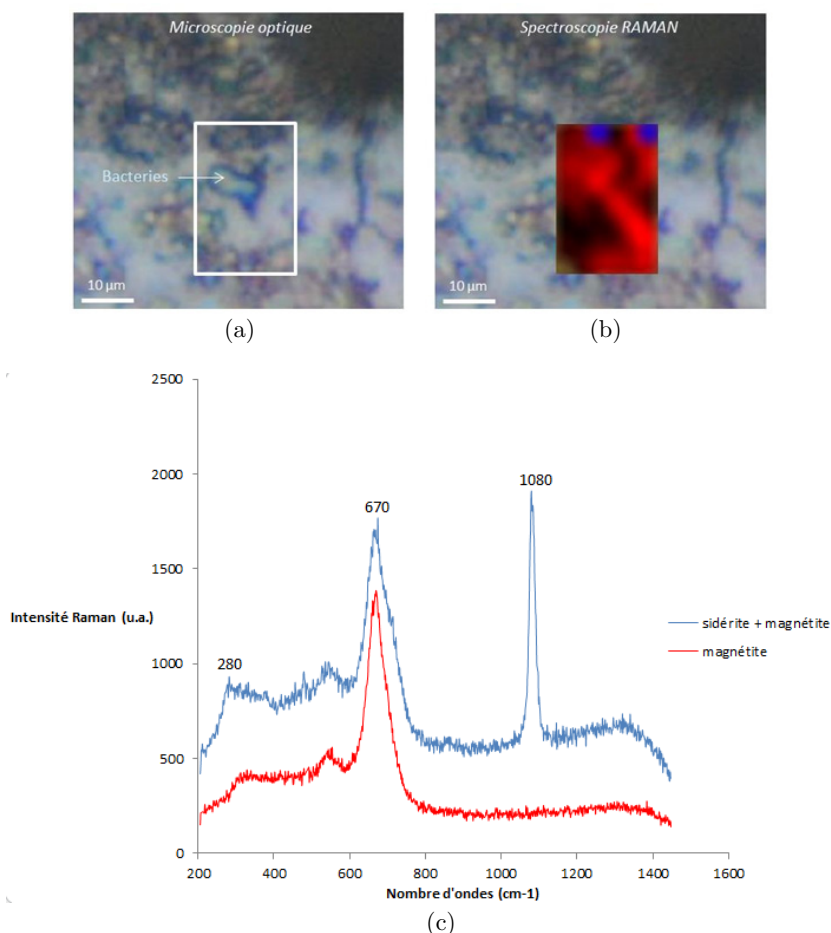 Microscopie optique
Spectroscopie RAMAN
Bacteries
10 µm
10 µm
(a)
(b)
2500
2000
1500
1000
500
0
Intensité Raman (u.a.)
280
670
1080
sidérite + magnétite
magnétite
200 400 600 800 1000 1200 1400 1600
Nombre d'ondes (cm-1)
(c)